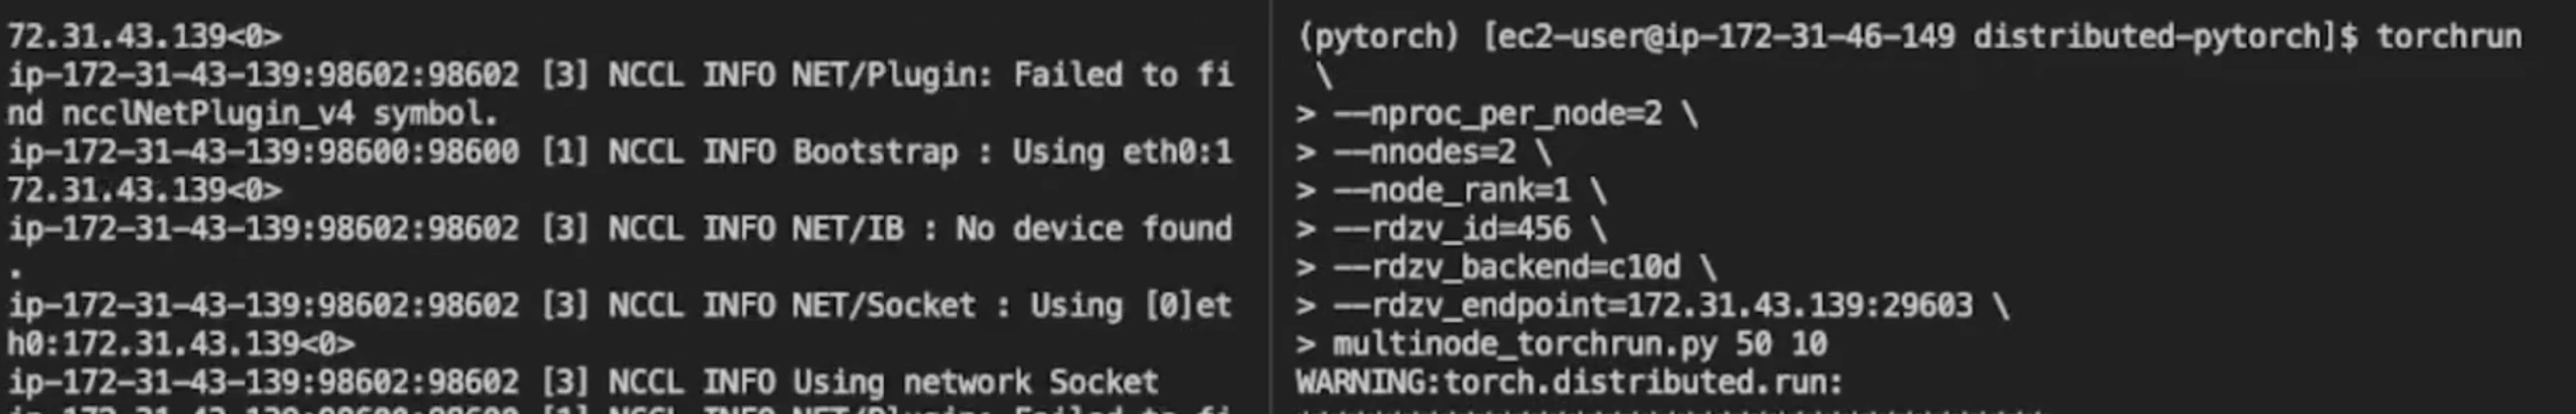 72.31.43.139<0>
ip-172-31-43-139:98602:98602 [3] NCCL INFO NET/Plugin: Failed to fi
nd ncclNetPlugin_v4 symbol.
ip-172-31-43-139:98600:98600 [1] NCCL INFO Bootstrap : Using eth0:1
72.31.43.139<0>
ip-172-31-43-139:98602:98602 [3] NCCL INFO NET/IB : No device found
.
ip-172-31-43-139:98602:98602 [3] NCCL INFO NET/Socket : Using [0]et
h0:172.31.43.139<0>
ip-172-31-43-139:98602:98602 [3] NCCL INFO Using network Socket
(pytorch) [ec2-user@ip-172-31-46-149 distributed-pytorch]$ torchrun
\
> --nproc_per_node=2 \
> --nnodes=2 \
> --node_rank=1 \
> --rdzv_id=456 \
> --rdzv_backend=c10d \
> --rdzv_endpoint=172.31.43.139:29603 \
> multinode_torchrun.py 50 10
WARNING:torch.distributed.run: